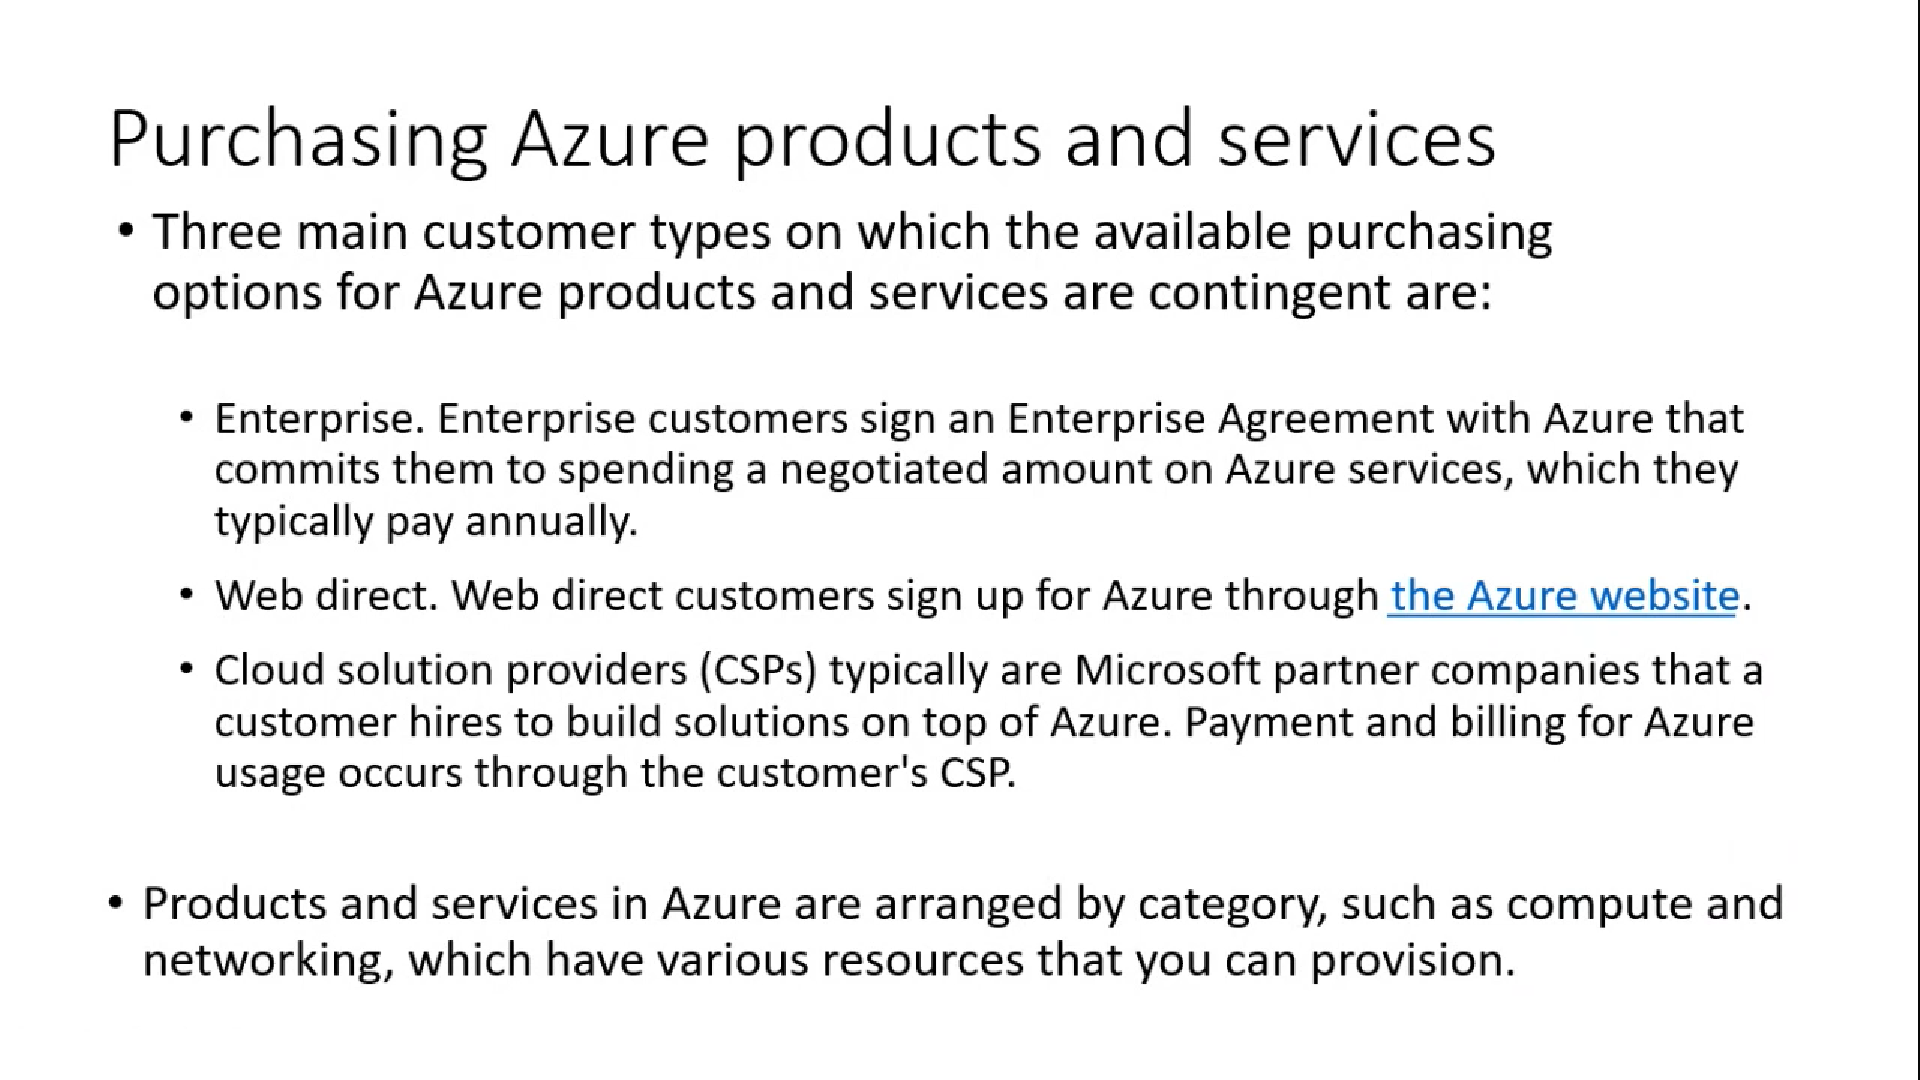 Purchasing Azure products and services
• Three main customer types on which the available purchasing
options for Azure products and services are contingent are:
• Enterprise. Enterprise customers sign an Enterprise Agreement with Azure that
commits them to spending a negotiated amount on Azure services, which they
typically pay annually.
• Web direct. Web direct customers sign up for Azure through the Azure website.
• Cloud solution providers (CSPs) typically are Microsoft partner companies that a
customer hires to build solutions on top of Azure. Payment and billing for Azure
usage occurs through the customer's CSP.
• Products and services in Azure are arranged by category, such as compute and
networking, which have various resources that you can provision.